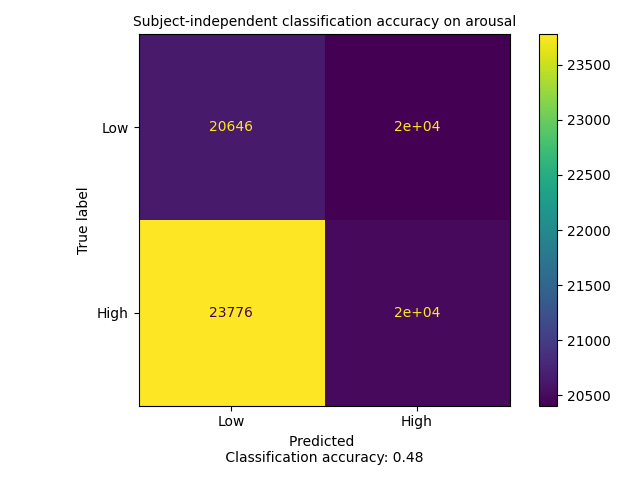 Subject-independent classification accuracy on arousal
Low 20646 2e+04
High 23776 2e+04
True label
Low High
Predicted
Classification accuracy: 0.48
23500
23000
22500
22000
21500
21000
20500